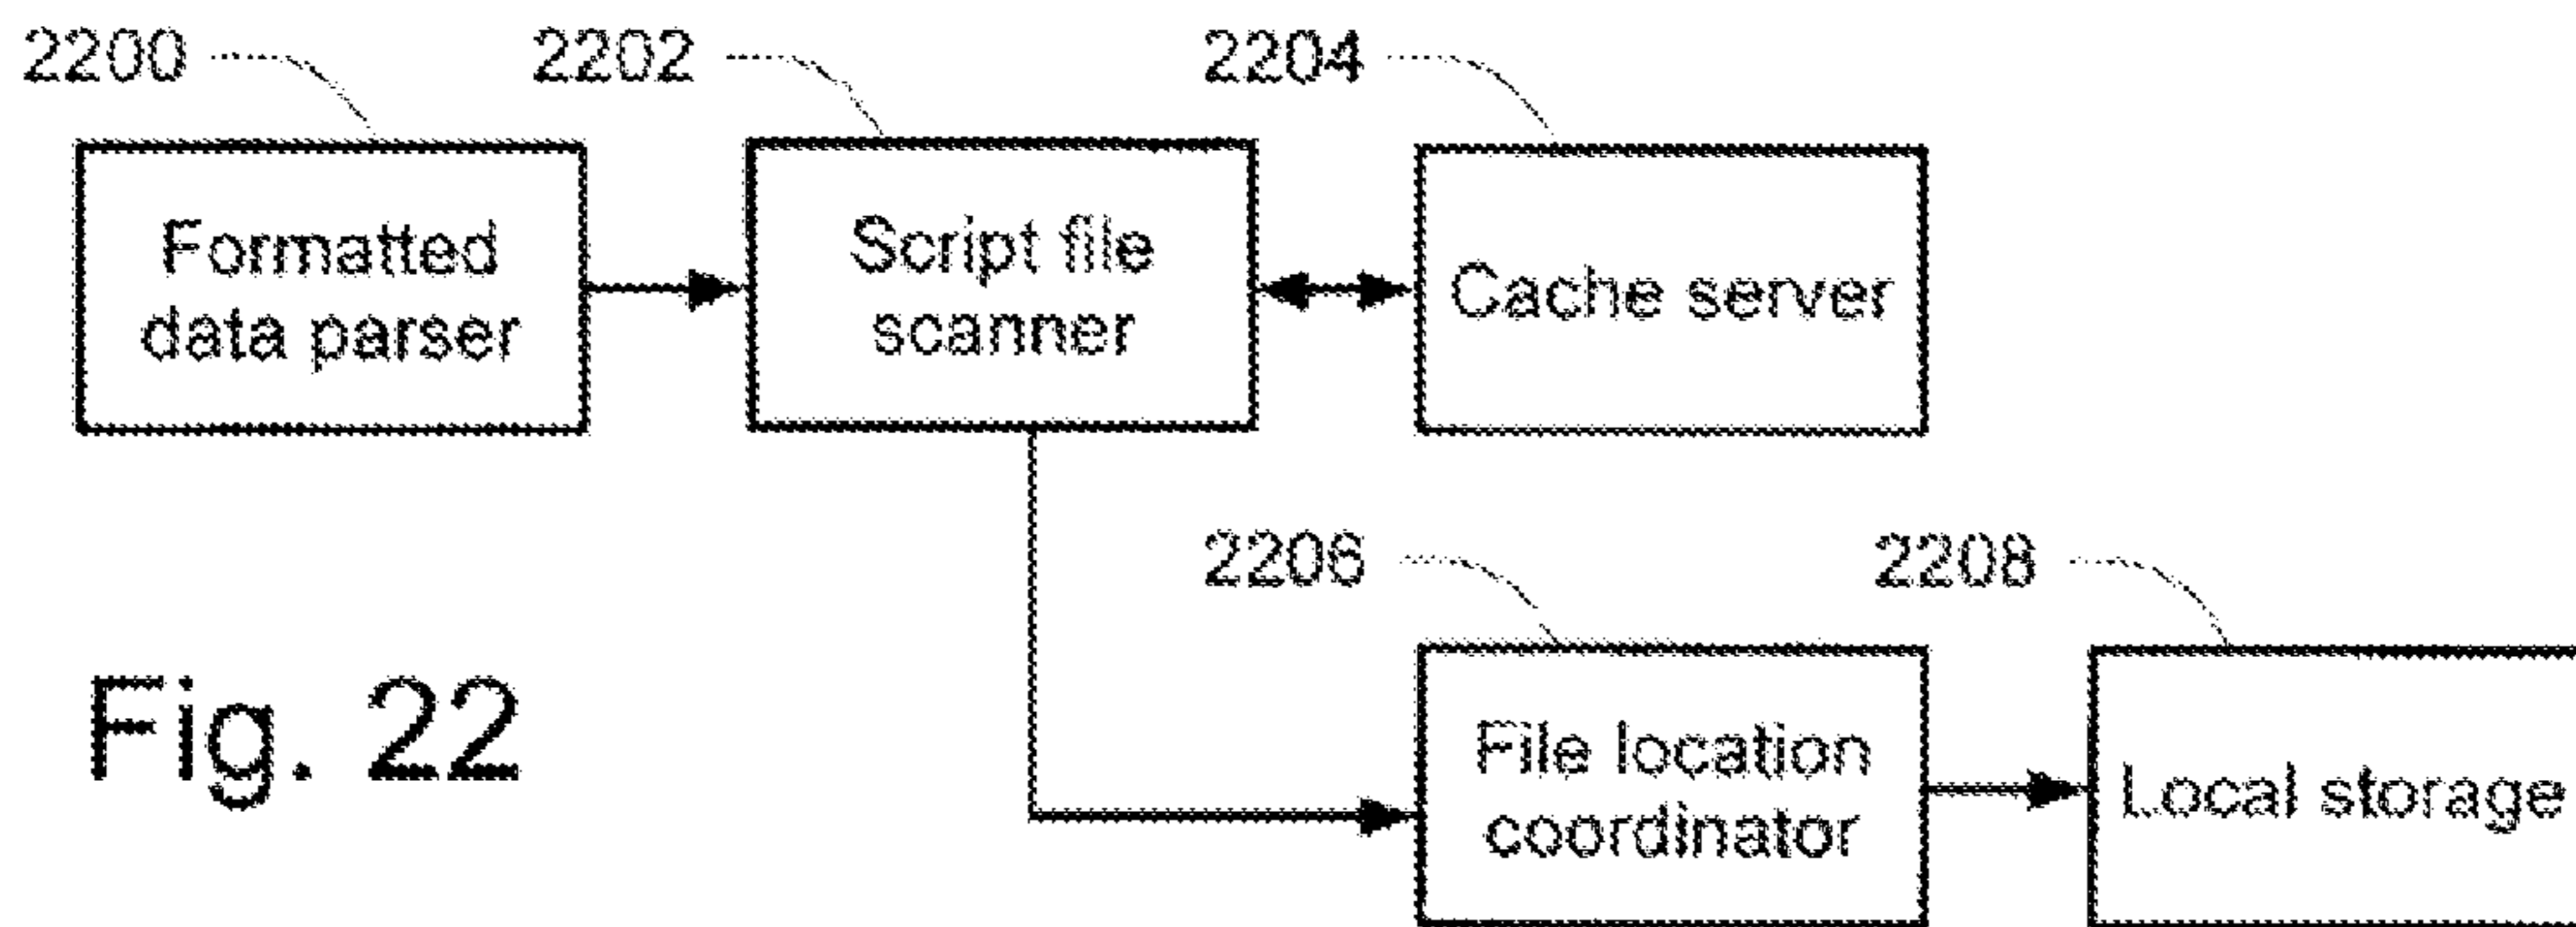 2200
2202
2204
Formatted
data parser
Script file
scanner
Cache server
2206
2208
Fig. 22
File location
coordinator
Local storage